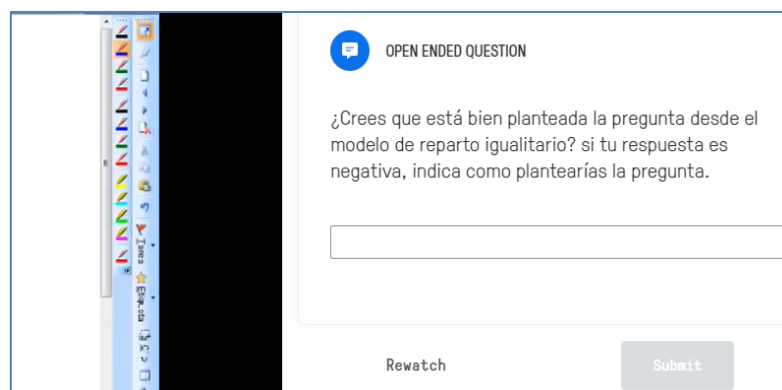 OPEN ENDED QUESTION
¿Crees que está bien planteada la pregunta desde el
modelo de reparto igualitario? si tu respuesta es
negativa, indica como plantearías la pregunta.
Rewatch
Submit
Tarea